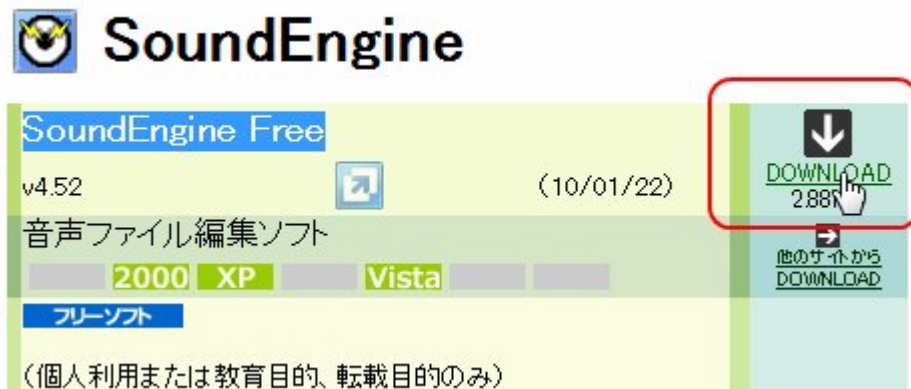 SoundEngine
SoundEngine Free
v4.52
(10/01/22)
DOWNLOAD
音声ファイル編集ソフト
他のサイトから
DOWNLOAD
2000 XP Vista
フリーソフト
(個人利用または教育目的、転載目的のみ)